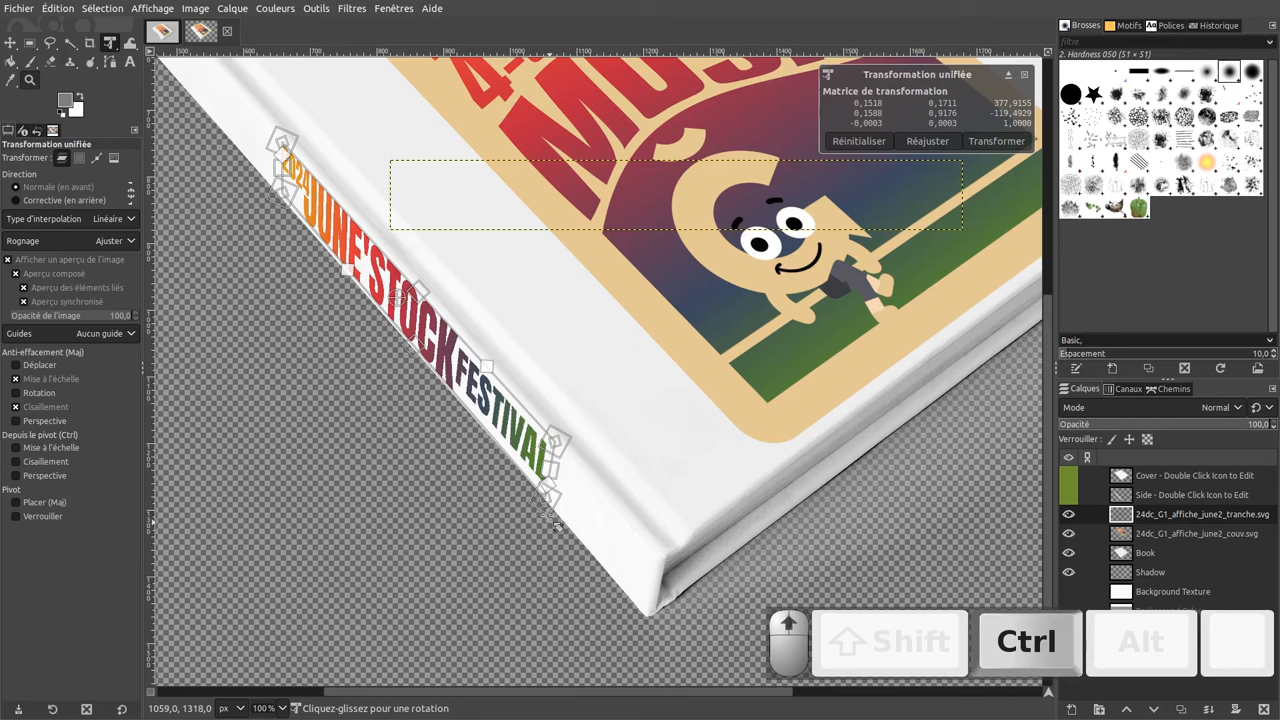 Fichier Édition Sélection Affichage Image Calque Couleurs Outils Filtres Fenêtres Aide
Transformation unifiée
Transformer :
Direction
Normale (en avant)
Corrective (en arrière)
Type d'interpolation Linéaire
Rognage Ajuster
Afficher un aperçu de l'image
Aperçu composé
Aperçu des éléments liés
Aperçu synchronisé
Opacité de l'image 100,0
Guides Aucun guide
Anti-effacement (Maj)
Déplacer
Mise à l'échelle
Rotation
Cisaillement
Perspective
Depuis le pivot (Ctrl)
Mise à l'échelle
Cisaillement
Perspective
Pivot
Placer (Maj)
Verrouiller
2024 JUNE'STOCK FESTIVAL
Transformation unifiée
Matrice de transformation
0,1518 0,1711 377,9155
0,1588 0,9176 -119,4929
-0,0003 0,0003 1,0000
Réinitialiser Réajuster Transformer
Brosses Motifs Aa Polices Historique
filtre
2. Hardness 050 (51 × 51)
Basic,
Espacement 10,0
Calques Canaux Chemins
Mode Normal
Opacité 100,0
Verrouiller :
Cover - Double Click Icon to Edit
Side - Double Click Icon to Edit
24dc_G1_affiche_june2_tranche.svg
24dc_G1_affiche_june2_couv.svg
Book
Shadow
Background Texture
Shift Ctrl Alt
1059,0, 1318,0 px 100 % Cliquez-glissez pour une rotation